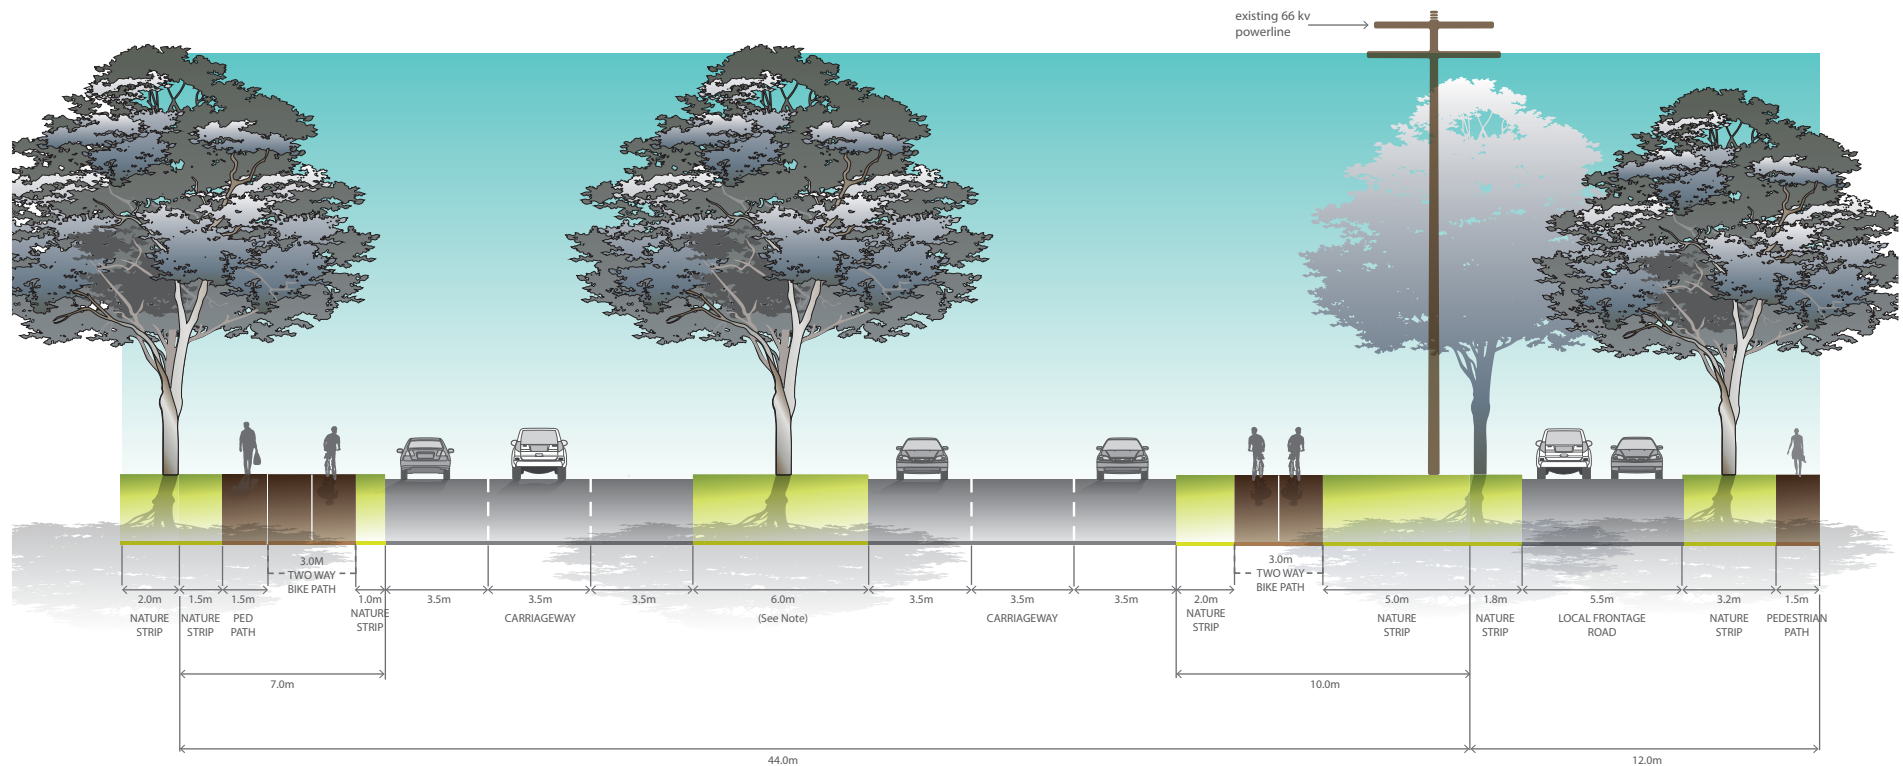 existing 66 kv
powerline
3.0M
TWO WAY
BIKE PATH
3.0m
TWO WAY
BIKE PATH
2.0m
1.5m
1.5m
1.0m
3.5m
3.5m
3.5m
6.0m
3.5m
3.5m
3.5m
2.0m
5.0m
1.8m
5.5m
3.2m
1.5m
NATURE
STRIP
NATURE
STRIP
PED
PATH
NATURE
STRIP
CARRIAGEWAY
(See Note)
CARRIAGEWAY
NATURE
STRIP
NATURE
STRIP
NATURE
STRIP
LOCAL FRONTAGE
ROAD
NATURE
STRIP
PEDESTRIAN
PATH
7.0m
10.0m
44.0m
12.0m